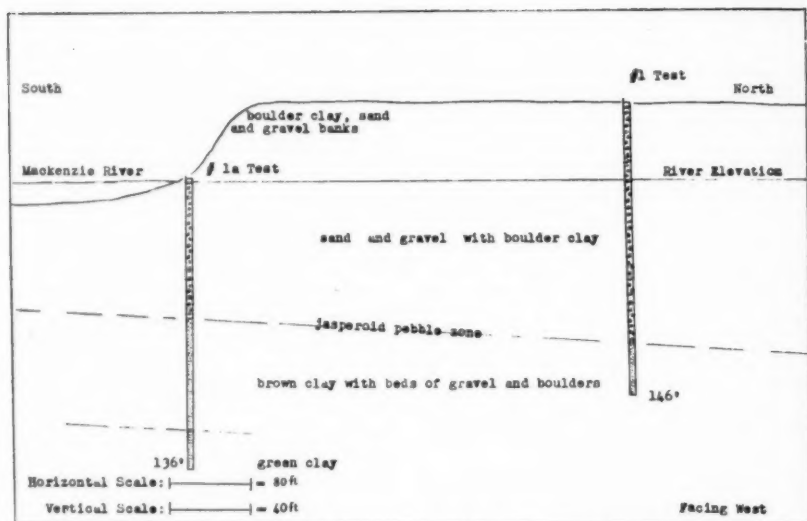 #1 Test
South
North
boulder clay, sand
and gravel banks
Mackenzie River
# 1a Test
River Elevation
sand and gravel with boulder clay
jasperoid pebble zone
brown clay with beds of gravel and boulders
146'
136'
green clay
Horizontal Scale: = 80ft
Vertical Scale: = 40ft
Facing West